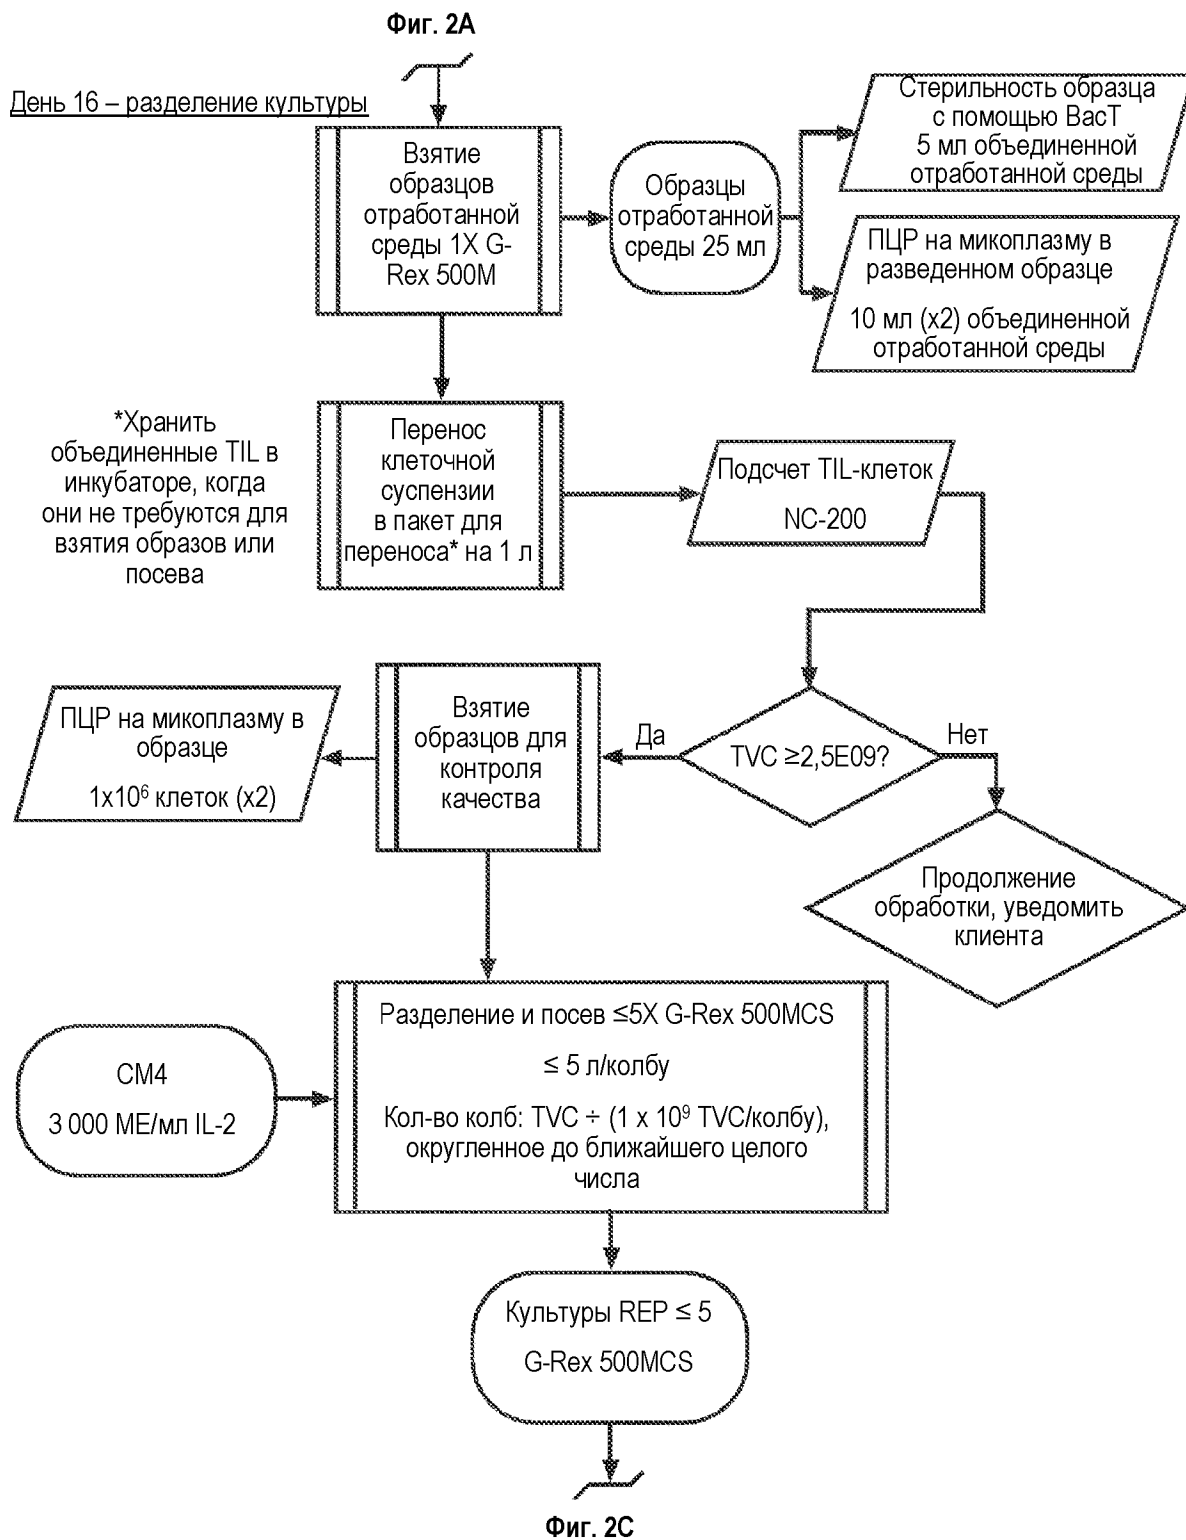 Фиг. 2A
День 16 – разделение культуры
Взятие
образцов
отработанной
среды 1X G-
Rex 500M
Образцы
отработанной
среды 25 мл
Стерильность образца
с помощью BacT
5 мл объединенной
отработанной среды
ПЦР на микоплазму в
разведенном образце
10 мл (x2) объединенной
отработанной среды
*Хранить
объединенные TIL в
инкубаторе, когда
они не требуются для
взятия образов или
посева
Перенос
клеточной
суспензии
в пакет для
переноса* на 1 л
Подсчет TIL-клеток
NC-200
ПЦР на микоплазму в
образце
1x10⁶ клеток (x2)
Взятие
образцов для
контроля
качества
Да
TVC ≥2,5E09?
Нет
Продолжение
обработки, уведомить
клиента
CM4
3 000 МЕ/мл IL-2
Разделение и посев ≤5X G-Rex 500MCS
≤ 5 л/колбу
Кол-во колб: TVC ÷ (1 x 10⁹ TVC/колбу),
округленное до ближайшего целого
числа
Культуры REP ≤ 5
G-Rex 500MCS
Фиг. 2C